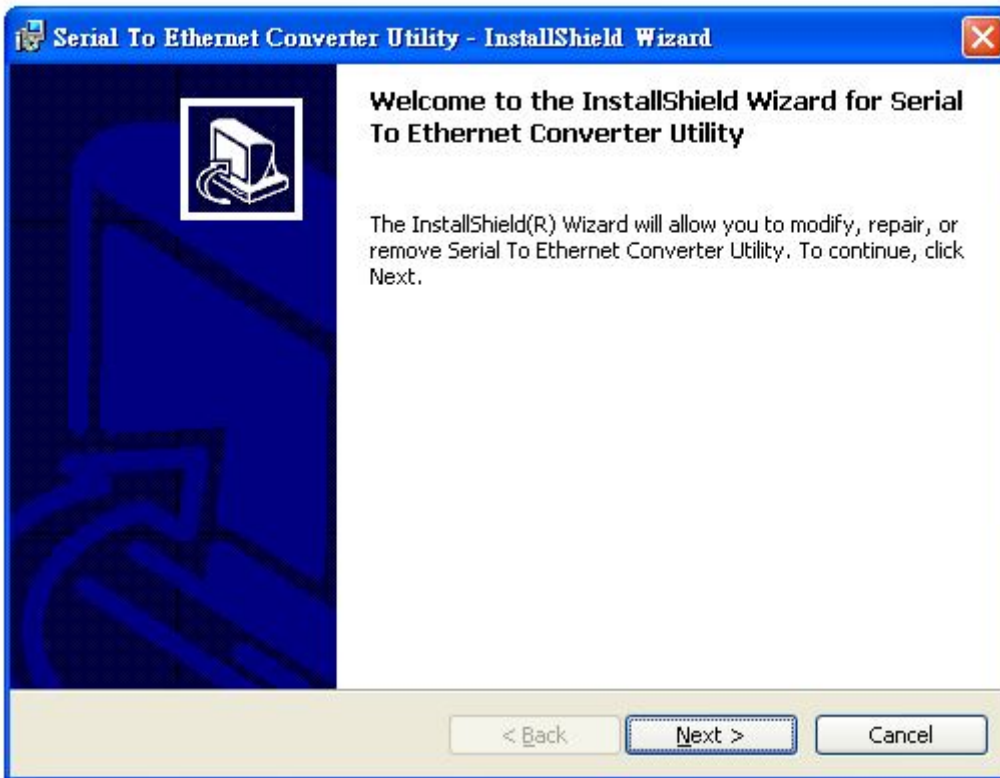 Serial To Ethernet Converter Utility - InstallShield Wizard
Welcome to the InstallShield Wizard for Serial
To Ethernet Converter Utility
The InstallShield(R) Wizard will allow you to modify, repair, or
remove Serial To Ethernet Converter Utility. To continue, click
Next.
< Back
Next >
Cancel